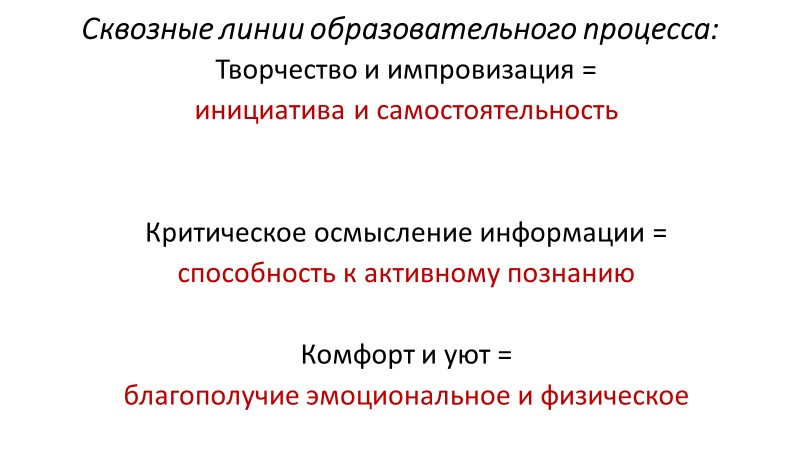 Сквозные линии образовательного процесса:
Творчество и импровизация =
инициатива и самостоятельность
Критическое осмысление информации =
способность к активному познанию
Комфорт и уют =
благополучие эмоциональное и физическое